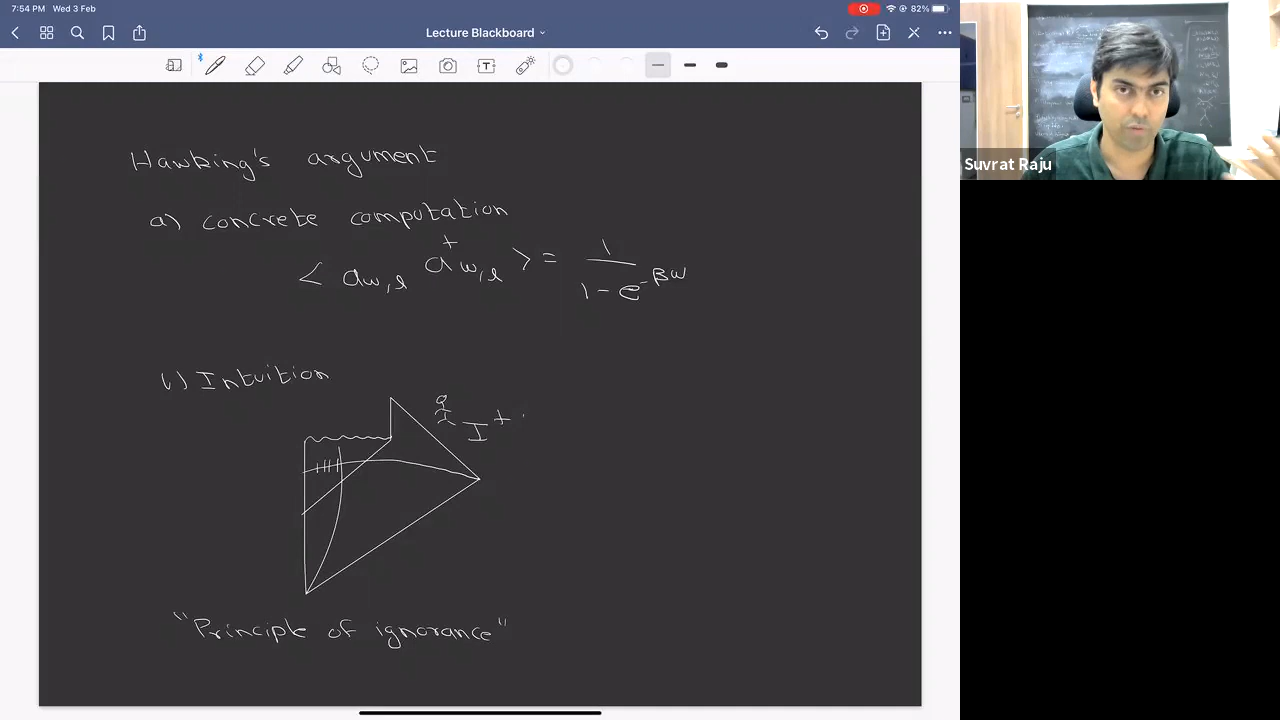 7:54 PM Wed 3 Feb
82%
Lecture Blackboard
Suvrat Raju
Hawking's argument
a) concrete computation
< a_{ω,l} a^†_{ω,l} > = 1 / (1 - e^{-βω})
b) Intuition
I^+
"Principle of ignorance"